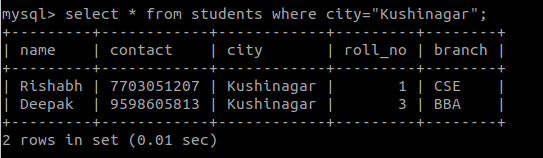 mysql> select * from students where city="Kushinagar";
+---------+------------+------------+---------+--------+
| name    | contact    | city       | roll_no | branch |
+---------+------------+------------+---------+--------+
| Rishabh | 7703051207 | Kushinagar |       1 | CSE    |
| Deepak  | 9598605813 | Kushinagar |       3 | BBA    |
+---------+------------+------------+---------+--------+
2 rows in set (0.01 sec)